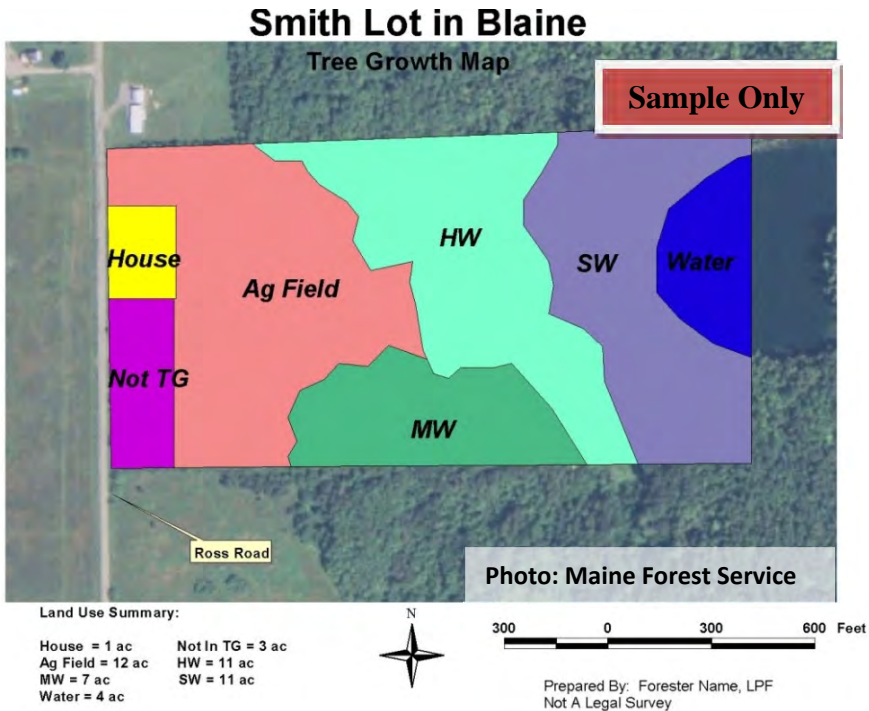 Smith Lot in Blaine
Tree Growth Map
Sample Only
HW
House
SW
Water
Ag Field
Not TG
MW
Ross Road
Photo: Maine Forest Service
Land Use Summary:
House = 1 ac
Not In TG = 3 ac
Ag Field = 12 ac
HW = 11 ac
MW = 7 ac
SW = 11 ac
Water = 4 ac
N
300 0 300 600 Feet
Prepared By: Forester Name, LPF
Not A Legal Survey